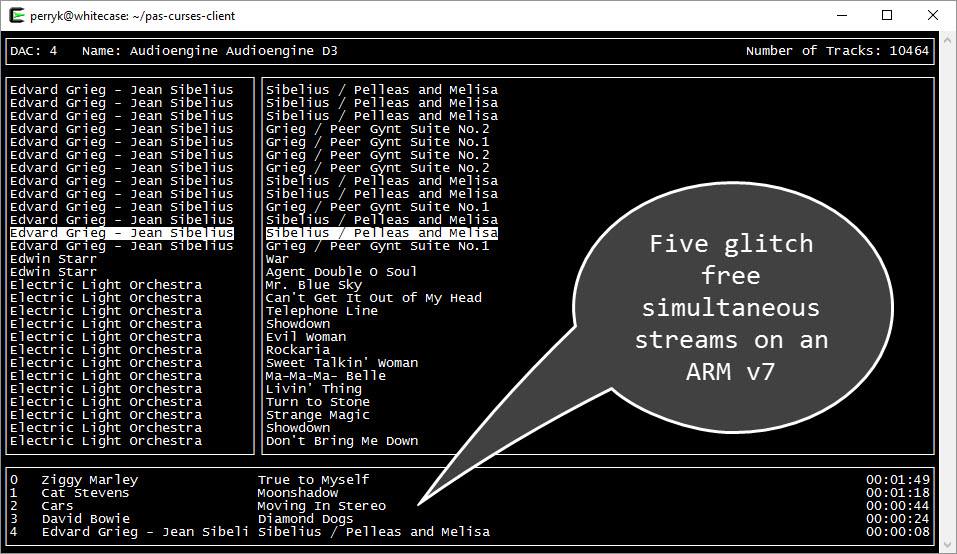 perryk@whitecase: ~/pas-curses-client
DAC: 4   Name: Audioengine Audioengine D3   Number of Tracks: 10464
Edvard Grieg - Jean Sibelius   Sibelius / Pelleas and Melisa
Edvard Grieg - Jean Sibelius   Sibelius / Pelleas and Melisa
Edvard Grieg - Jean Sibelius   Sibelius / Pelleas and Melisa
Edvard Grieg - Jean Sibelius   Grieg / Peer Gynt Suite No.2
Edvard Grieg - Jean Sibelius   Grieg / Peer Gynt Suite No.1
Edvard Grieg - Jean Sibelius   Grieg / Peer Gynt Suite No.2
Edvard Grieg - Jean Sibelius   Grieg / Peer Gynt Suite No.2
Edvard Grieg - Jean Sibelius   Sibelius / Pelleas and Melisa
Edvard Grieg - Jean Sibelius   Sibelius / Pelleas and Melisa
Edvard Grieg - Jean Sibelius   Grieg / Peer Gynt Suite No.1
Edvard Grieg - Jean Sibelius   Sibelius / Pelleas and Melisa
Edvard Grieg - Jean Sibelius   Sibelius / Pelleas and Melisa
Edvard Grieg - Jean Sibelius   Grieg / Peer Gynt Suite No.1
Edwin Starr   War
Edwin Starr   Agent Double O Soul
Electric Light Orchestra   Mr. Blue Sky
Electric Light Orchestra   Can't Get It Out of My Head
Electric Light Orchestra   Telephone Line
Electric Light Orchestra   Showdown
Electric Light Orchestra   Evil Woman
Electric Light Orchestra   Rockaria
Electric Light Orchestra   Sweet Talkin' Woman
Electric Light Orchestra   Ma-Ma-Ma- Belle
Electric Light Orchestra   Livin' Thing
Electric Light Orchestra   Turn to Stone
Electric Light Orchestra   Strange Magic
Electric Light Orchestra   Showdown
Electric Light Orchestra   Don't Bring Me Down
Five glitch
free
simultaneous
streams on an
ARM v7
0   Ziggy Marley   True to Myself   00:01:49
1   Cat Stevens   Moonshadow   00:01:18
2   Cars   Moving In Stereo   00:00:44
3   David Bowie   Diamond Dogs   00:00:24
4   Edvard Grieg - Jean Sibeli Sibelius / Pelleas and Melisa   00:00:08